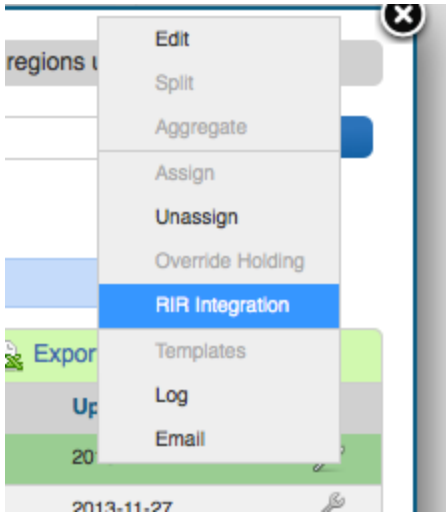 Edit
regions u
Split
Aggregate
Assign
Unassign
Override Holding
RIR Integration
Templates
Expor
Log
Up
Email
20
2013-11-27